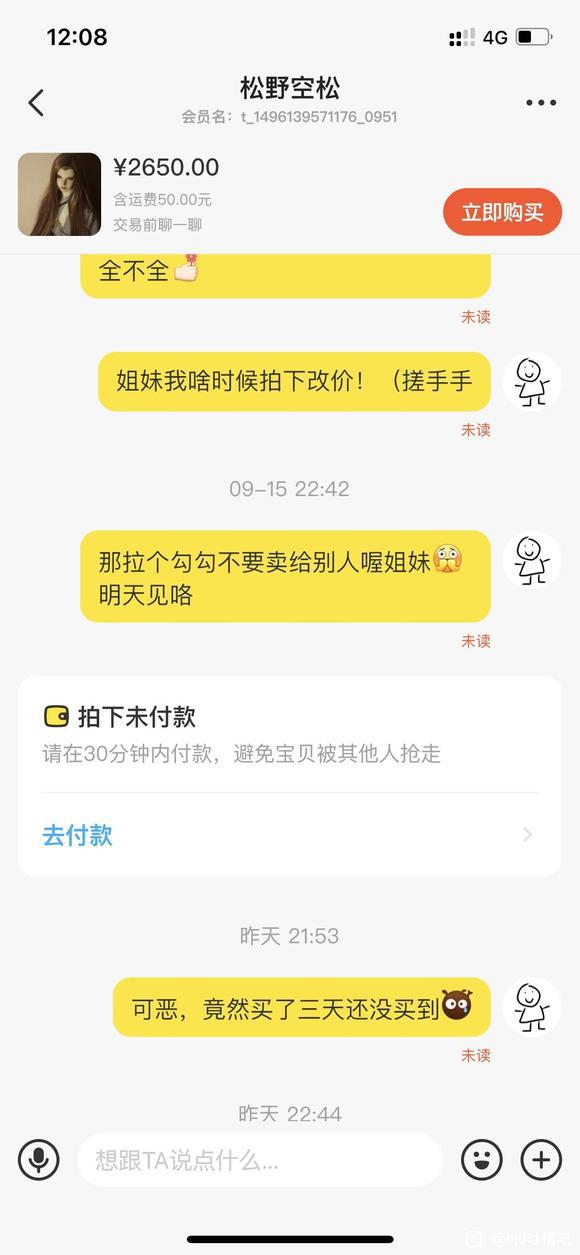 12:08
4G
松野空松
会员名：t_1496139571176_0951
¥2650.00
含运费50.00元
交易前聊一聊
立即购买
全不全
未读
姐妹我啥时候拍下改价！（搓手手
未读
09-15 22:42
那拉个勾勾不要卖给别人喔姐妹
明天见咯
未读
拍下未付款
请在30分钟内付款，避免宝贝被其他人抢走
去付款
昨天 21:53
可恶，竟然买了三天还没买到
未读
昨天 22:44
想跟TA说点什么...